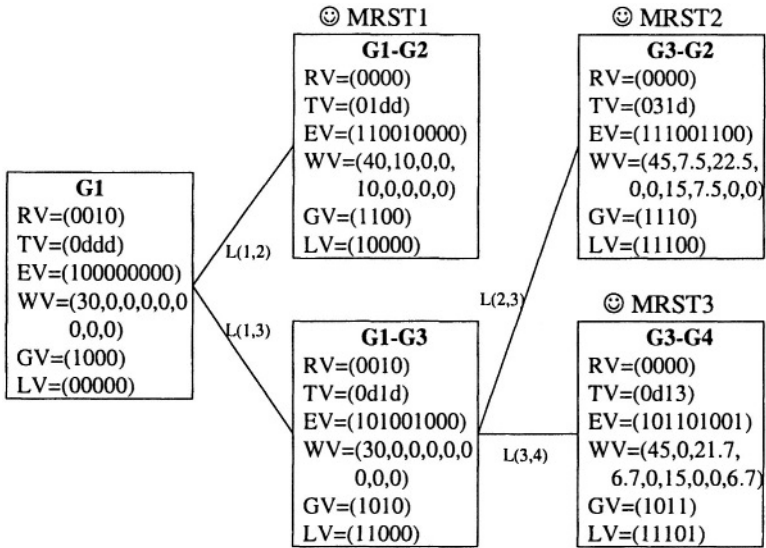 ☺ MRST1
G1-G2
RV=(0000)
TV=(01dd)
EV=(110010000)
WV=(40,10,0,0,
10,0,0,0,0)
GV=(1100)
LV=(10000)
☺ MRST2
G3-G2
RV=(0000)
TV=(031d)
EV=(111001100)
WV=(45,7.5,22.5,
0,0,15,7.5,0,0)
GV=(1110)
LV=(11100)
G1
RV=(0010)
TV=(0ddd)
EV=(100000000)
WV=(30,0,0,0,0,0
0,0,0)
GV=(1000)
LV=(00000)
L(1,2)
L(1,3)
G1-G3
RV=(0010)
TV=(0d1d)
EV=(101001000)
WV=(30,0,0,0,0,0
0,0,0)
GV=(1010)
LV=(11000)
L(2,3)
L(3,4)
☺ MRST3
G3-G4
RV=(0000)
TV=(0d13)
EV=(101101001)
WV=(45,0,21.7,
6.7,0,15,0,0,6.7)
GV=(1011)
LV=(11101)